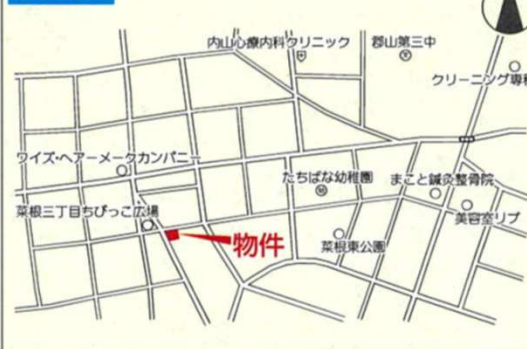 内山心療内科クリニック
郡山第三中
クリーニング専科
ワイズ・ヘアーメータカンパニー
たちばな幼稚園
まこと鍼灸整骨院
菜根三丁目ちびっこ広場
美容室リブ
物件
菜根東公園